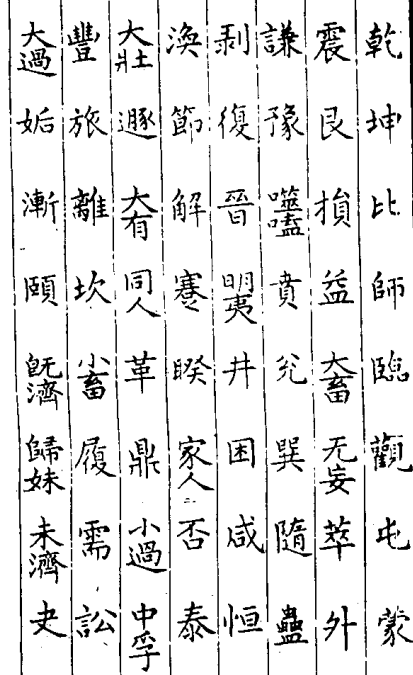 乾坤比師臨觀屯蒙
震艮損益大畜无妄萃外
謙豫噬嗑賁兌巽隨蠱
剥復晉明夷井困咸恒
渙節解蹇睽家人否泰
大壯遯大有同人革鼎小過中孚
豐旅離坎小畜履需訟
大過姤漸頤既濟歸妹未濟夬